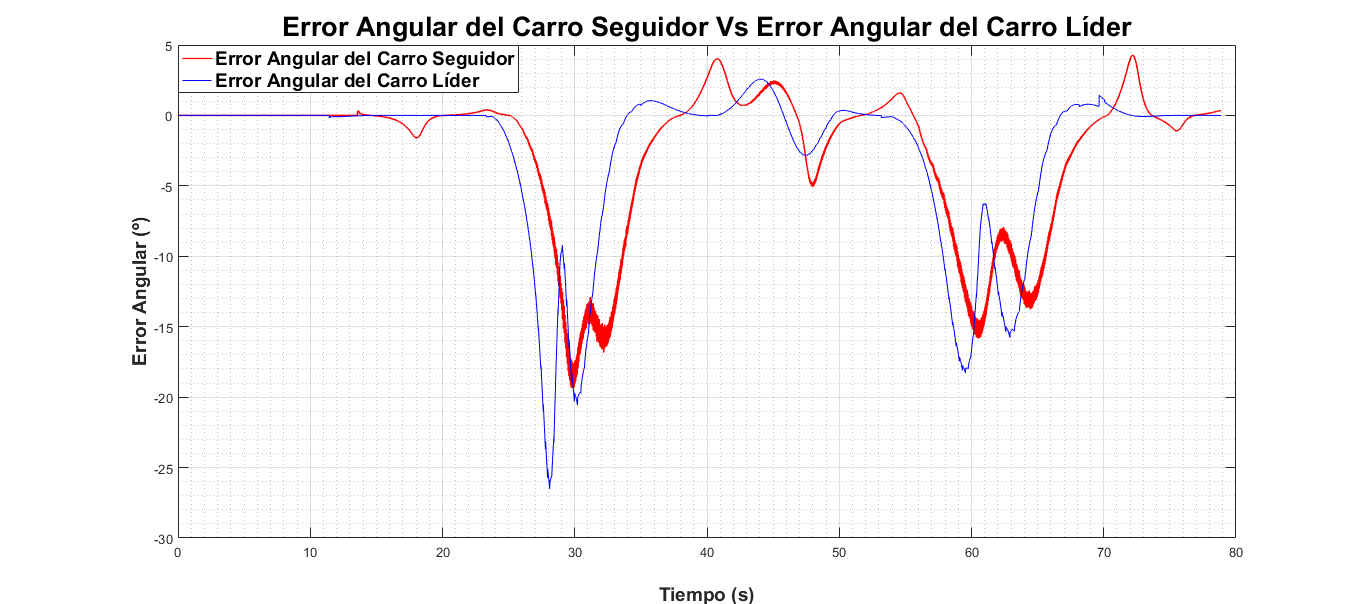 Error Angular del Carro Seguidor Vs Error Angular del Carro Líder
Error Angular del Carro Seguidor
Error Angular del Carro Líder
Error Angular (º)
5
0
-5
-10
-15
-20
-25
-30
0 10 20 30 40 50 60 70 80
Tiempo (s)